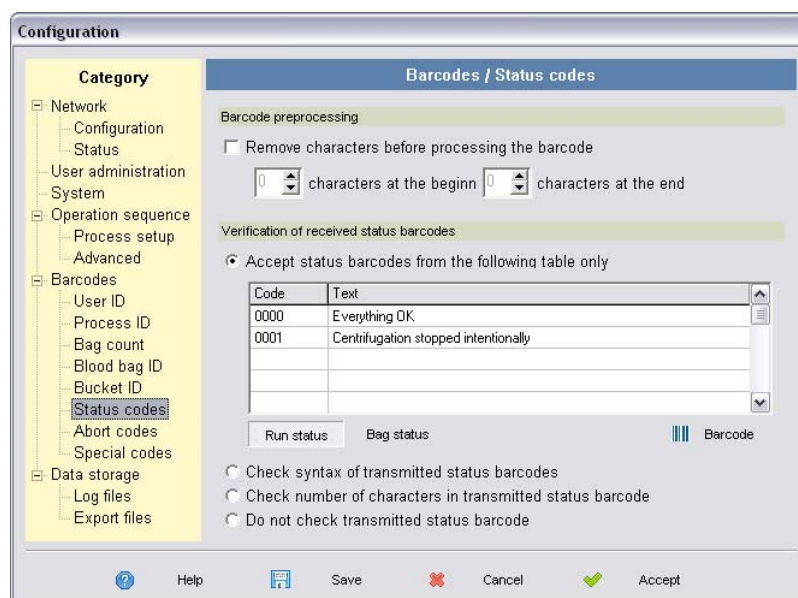 Configuration
Category
Network
Configuration
Status
User administration
System
Operation sequence
Process setup
Advanced
Barcodes
User ID
Process ID
Bag count
Blood bag ID
Bucket ID
Status codes
Abort codes
Special codes
Data storage
Log files
Export files
Barcodes / Status codes
Barcode preprocessing
Remove characters before processing the barcode
0 characters at the beginn 0 characters at the end
Verification of received status barcodes
Accept status barcodes from the following table only
Code Text
0000 Everything OK
0001 Centrifugation stopped intentionally
Run status Bag status Barcode
Check syntax of transmitted status barcodes
Check number of characters in transmitted status barcode
Do not check transmitted status barcode
Help Save Cancel Accept